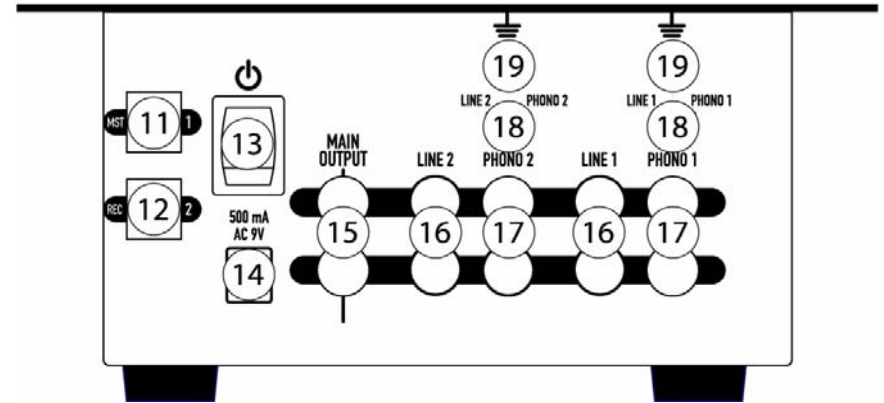 19 19
LINE 2 PHONO 2 LINE 1 PHONO 1
MST 11 1 13 18 18
MAIN OUTPUT LINE 2 PHONO 2 LINE 1 PHONO 1
REC 12 2
500 mA
AC 9V
14 15 16 17 16 17